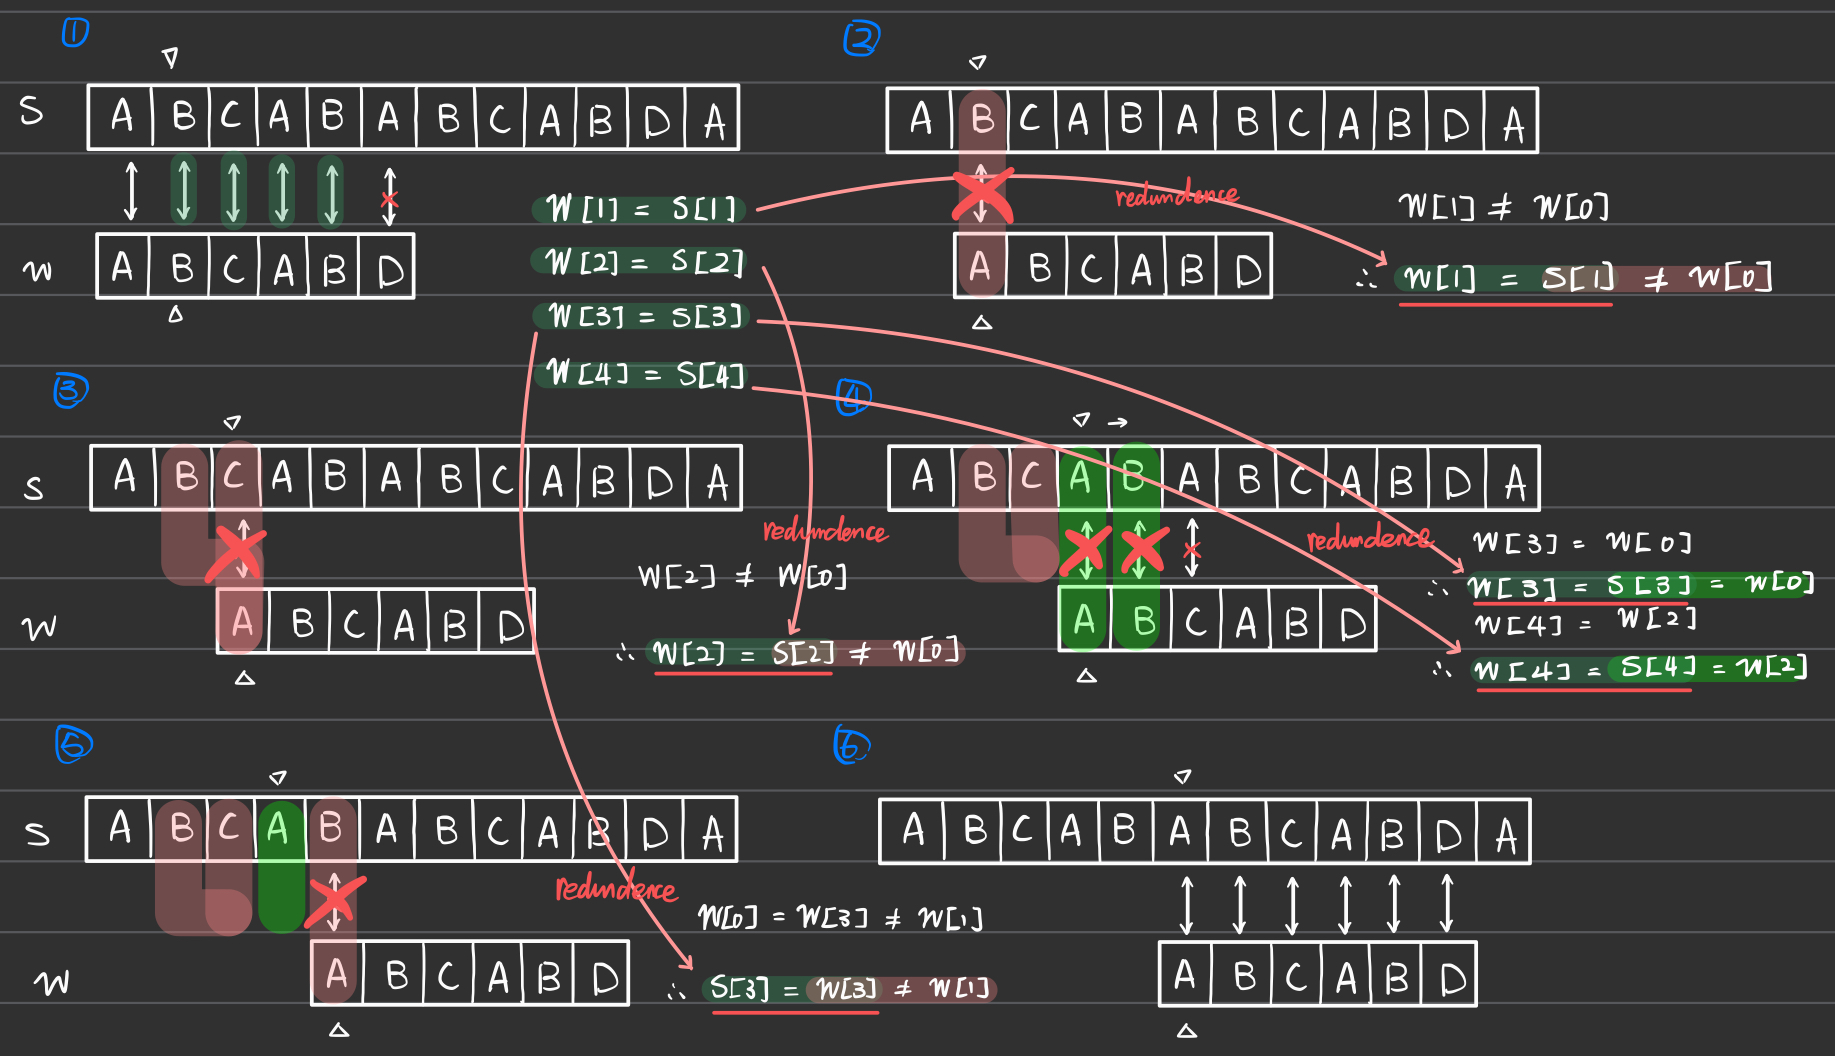 ①
S A B C A B A B C A B D A
W A B C A B D
W[1] = S[1]
W[2] = S[2]
W[3] = S[3]
W[4] = S[4]
②
A B C A B A B C A B D A
A B C A B D
redundence
W[1] ≠ W[0]
∴ W[1] = S[1] ≠ W[0]
③
S A B C A B A B C A B D A
W A B C A B D
redundence
W[2] ≠ W[0]
∴ W[2] = S[2] ≠ W[0]
④
A B C A B A B C A B D A
A B C A B D
redundence
W[3] = W[0]
∴ W[3] = S[3] = W[0]
W[4] = W[2]
∴ W[4] = S[4] = W[2]
⑤
S A B C A B A B C A B D A
W A B C A B D
redundence
W[0] = W[3] ≠ W[1]
∴ S[3] = W[3] ≠ W[1]
⑥
A B C A B A B C A B D A
A B C A B D